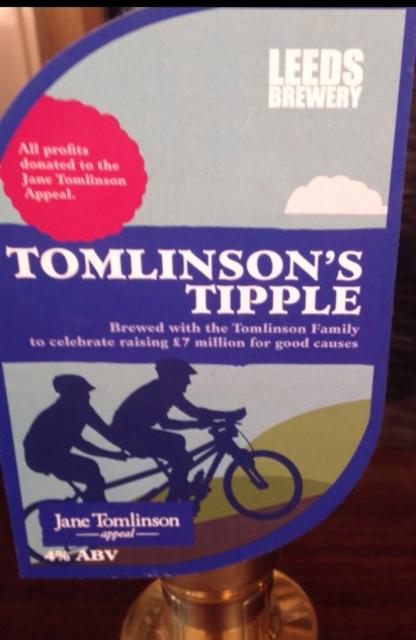 LEEDS
BREWERY
All profits
donated to the
Jane Tomlinson
Appeal.
TOMLINSON'S
TIPPLE
Brewed with the Tomlinson Family
to celebrate raising £7 million for good causes
Jane Tomlinson
appeal
4% ABV